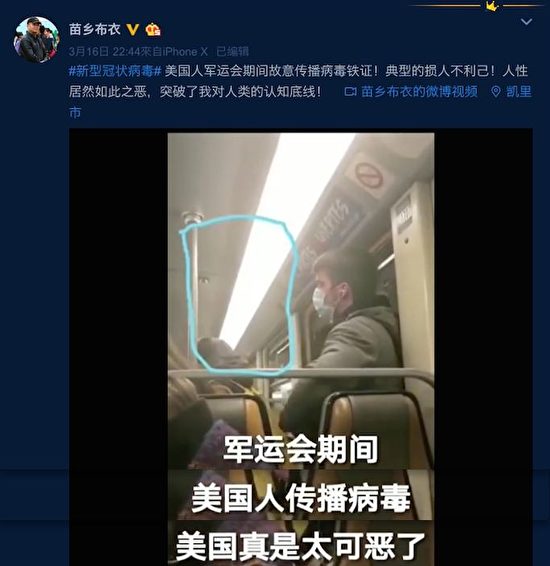 苗乡布衣
3月16日 22:44來自iPhone X 已编辑
#新型冠状病毒# 美国人军运会期间故意传播病毒铁证！典型的损人不利己！人性
居然如此之恶，突破了我对人类的认知底线！ 苗乡布衣的微博视频 凯里
市
军运会期间
美国人传播病毒
美国真是太可恶了